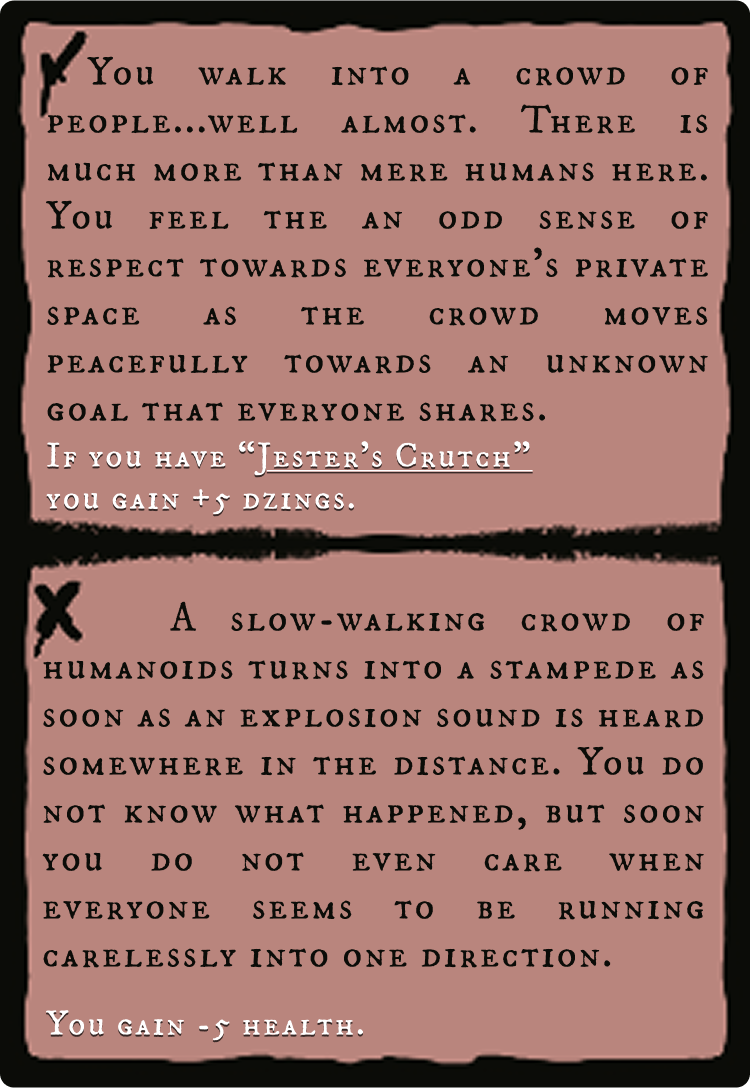 You walk into a crowd of
people...well almost. There is
much more than mere humans here.
You feel the an odd sense of
respect towards everyone's private
space as the crowd moves
peacefully towards an unknown
goal that everyone shares.
If you have “Jester's Crutch”
you gain +5 dzings.
A slow-walking crowd of
humanoids turns into a stampede as
soon as an explosion sound is heard
somewhere in the distance. You do
not know what happened, but soon
you do not even care when
everyone seems to be running
carelessly into one direction.
You gain -5 health.